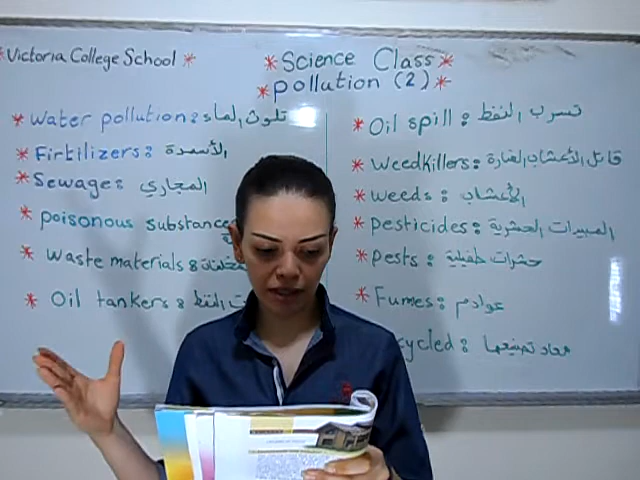 *Victoria College School *
*Science Class*
*pollution (2)*
* Water pollution: تلوث الماء
* Firtilizers: الأسمدة
* Sewage: المجاري
* poisonous substance
* Waste materials:
* Oil tankers:
* Oil spill: تسرب النفط
* Weedkillers: قاتل الأعشاب الضارة
* weeds: الأعشاب
* pesticides: المبيدات الحشرية
* pests: حشرات طفيلية
* Fumes: عوادم
cycled: معاد تصنيعها